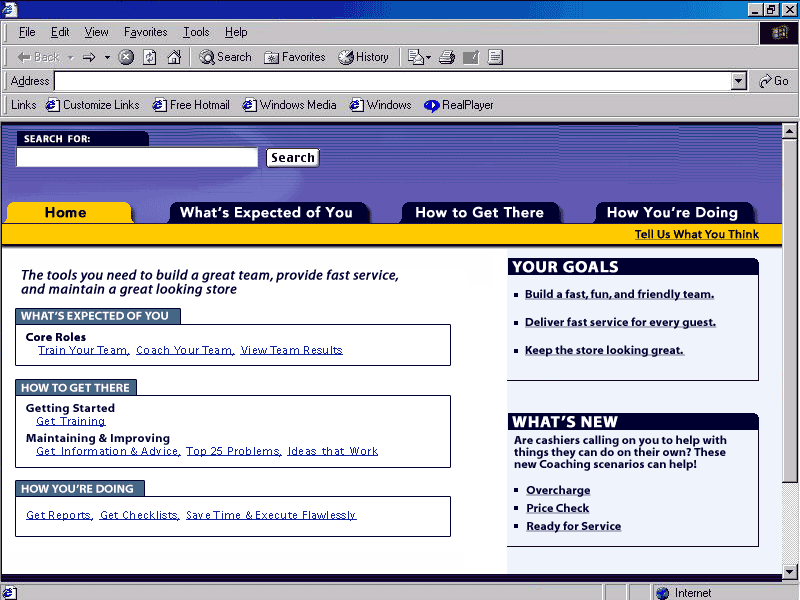 File Edit View Favorites Tools Help
Back Search Favorites History
Address Go
Links Customize Links Free Hotmail Windows Media Windows RealPlayer
SEARCH FOR:
Search
Home What's Expected of You How to Get There How You're Doing
Tell Us What You Think
The tools you need to build a great team, provide fast service,
and maintain a great looking store
WHAT'S EXPECTED OF YOU
Core Roles
Train Your Team, Coach Your Team, View Team Results
HOW TO GET THERE
Getting Started
Get Training
Maintaining & Improving
Get Information & Advice, Top 25 Problems, Ideas that Work
HOW YOU'RE DOING
Get Reports, Get Checklists, Save Time & Execute Flawlessly
YOUR GOALS
Build a fast, fun, and friendly team.
Deliver fast service for every guest.
Keep the store looking great.
WHAT'S NEW
Are cashiers calling on you to help with
things they can do on their own? These
new Coaching scenarios can help!
Overcharge
Price Check
Ready for Service
Internet